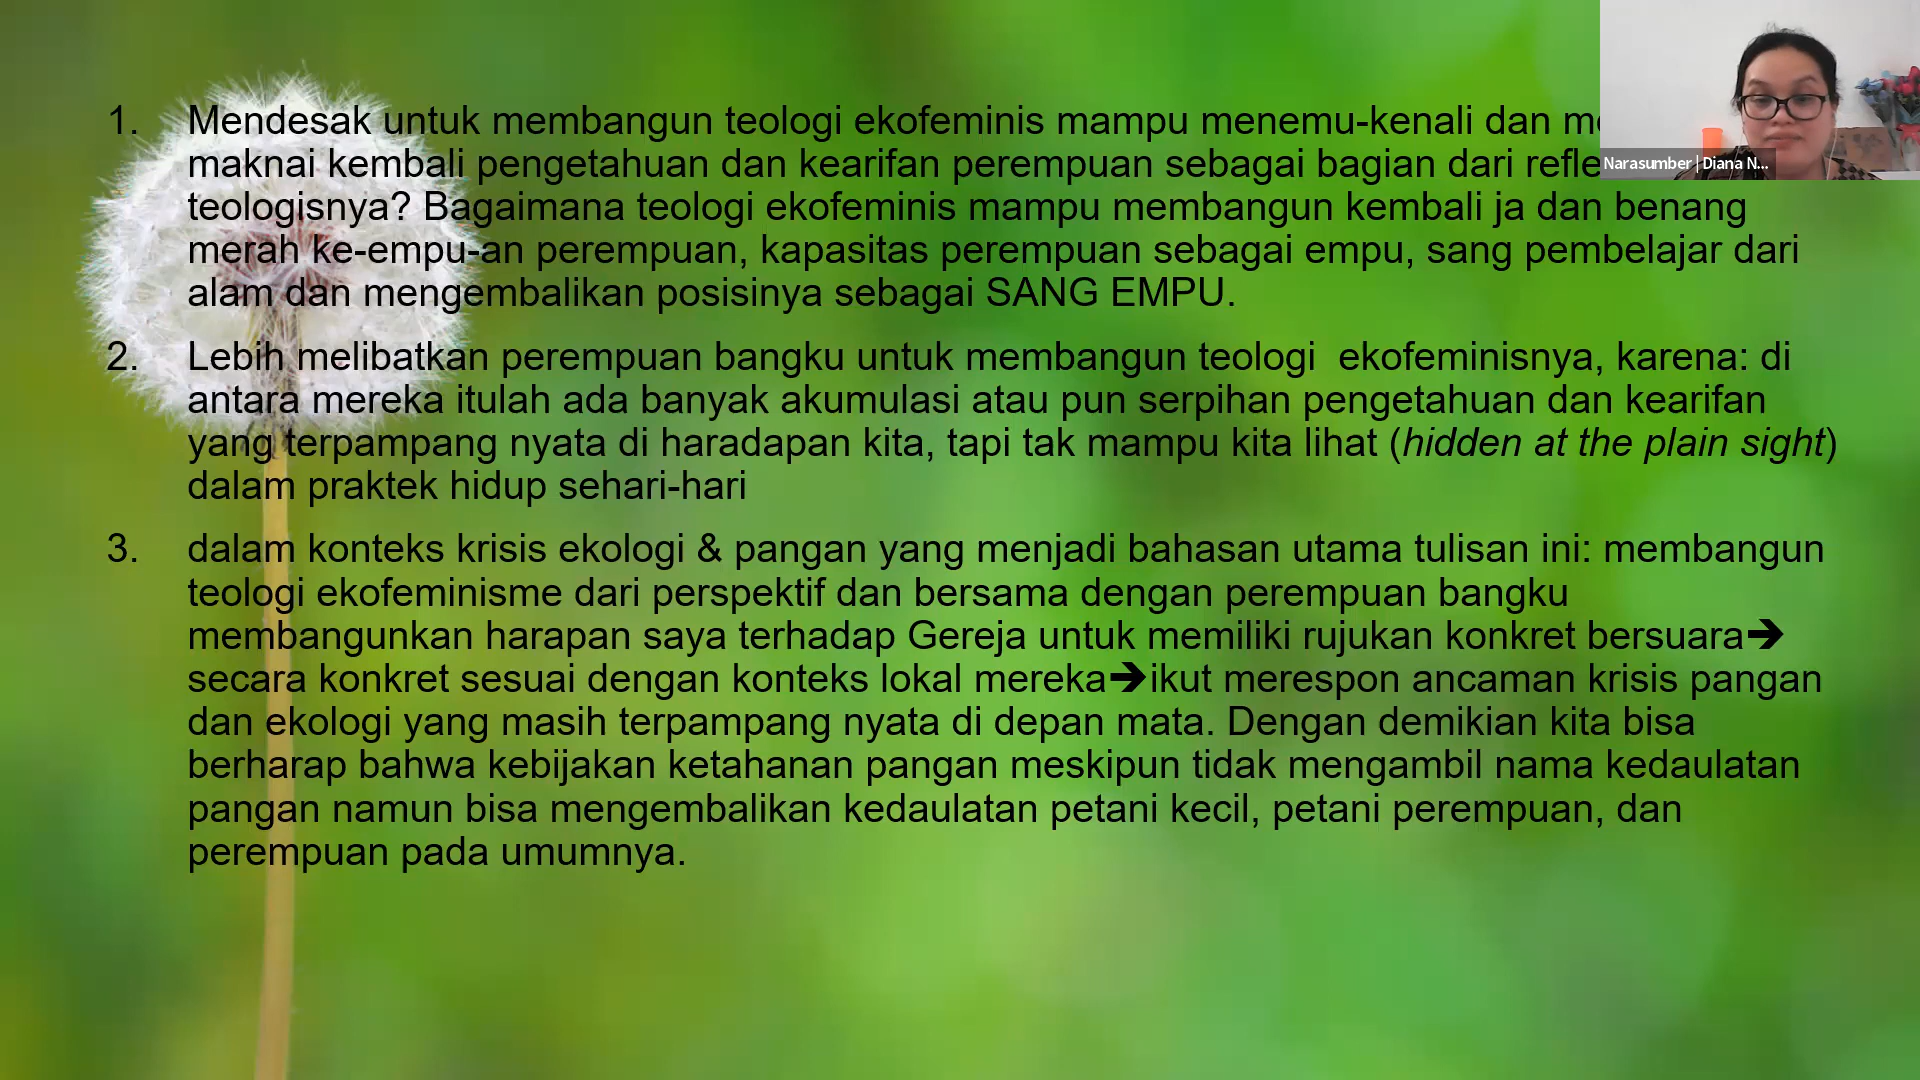 1. Mendesak untuk membangun teologi ekofeminis mampu menemu-kenali dan
maknai kembali pengetahuan dan kearifan perempuan sebagai bagian dari
teologisnya? Bagaimana teologi ekofeminis mampu membangun kembali ja dan benang
merah ke-empu-an perempuan, kapasitas perempuan sebagai empu, sang pembelajar dari
alam dan mengembalikan posisinya sebagai SANG EMPU.
2. Lebih melibatkan perempuan bangku untuk membangun teologi  ekofeminisnya, karena: di
antara mereka itulah ada banyak akumulasi atau pun serpihan pengetahuan dan kearifan
yang terpampang nyata di haradapan kita, tapi tak mampu kita lihat (hidden at the plain sight)
dalam praktek hidup sehari-hari
3. dalam konteks krisis ekologi & pangan yang menjadi bahasan utama tulisan ini: membangun
teologi ekofeminisme dari perspektif dan bersama dengan perempuan bangku
membangunkan harapan saya terhadap Gereja untuk memiliki rujukan konkret bersuara➔
secara konkret sesuai dengan konteks lokal mereka➔ikut merespon ancaman krisis pangan
dan ekologi yang masih terpampang nyata di depan mata. Dengan demikian kita bisa
berharap bahwa kebijakan ketahanan pangan meskipun tidak mengambil nama kedaulatan
pangan namun bisa mengembalikan kedaulatan petani kecil, petani perempuan, dan
perempuan pada umumnya.
Narasumber | Diana N...